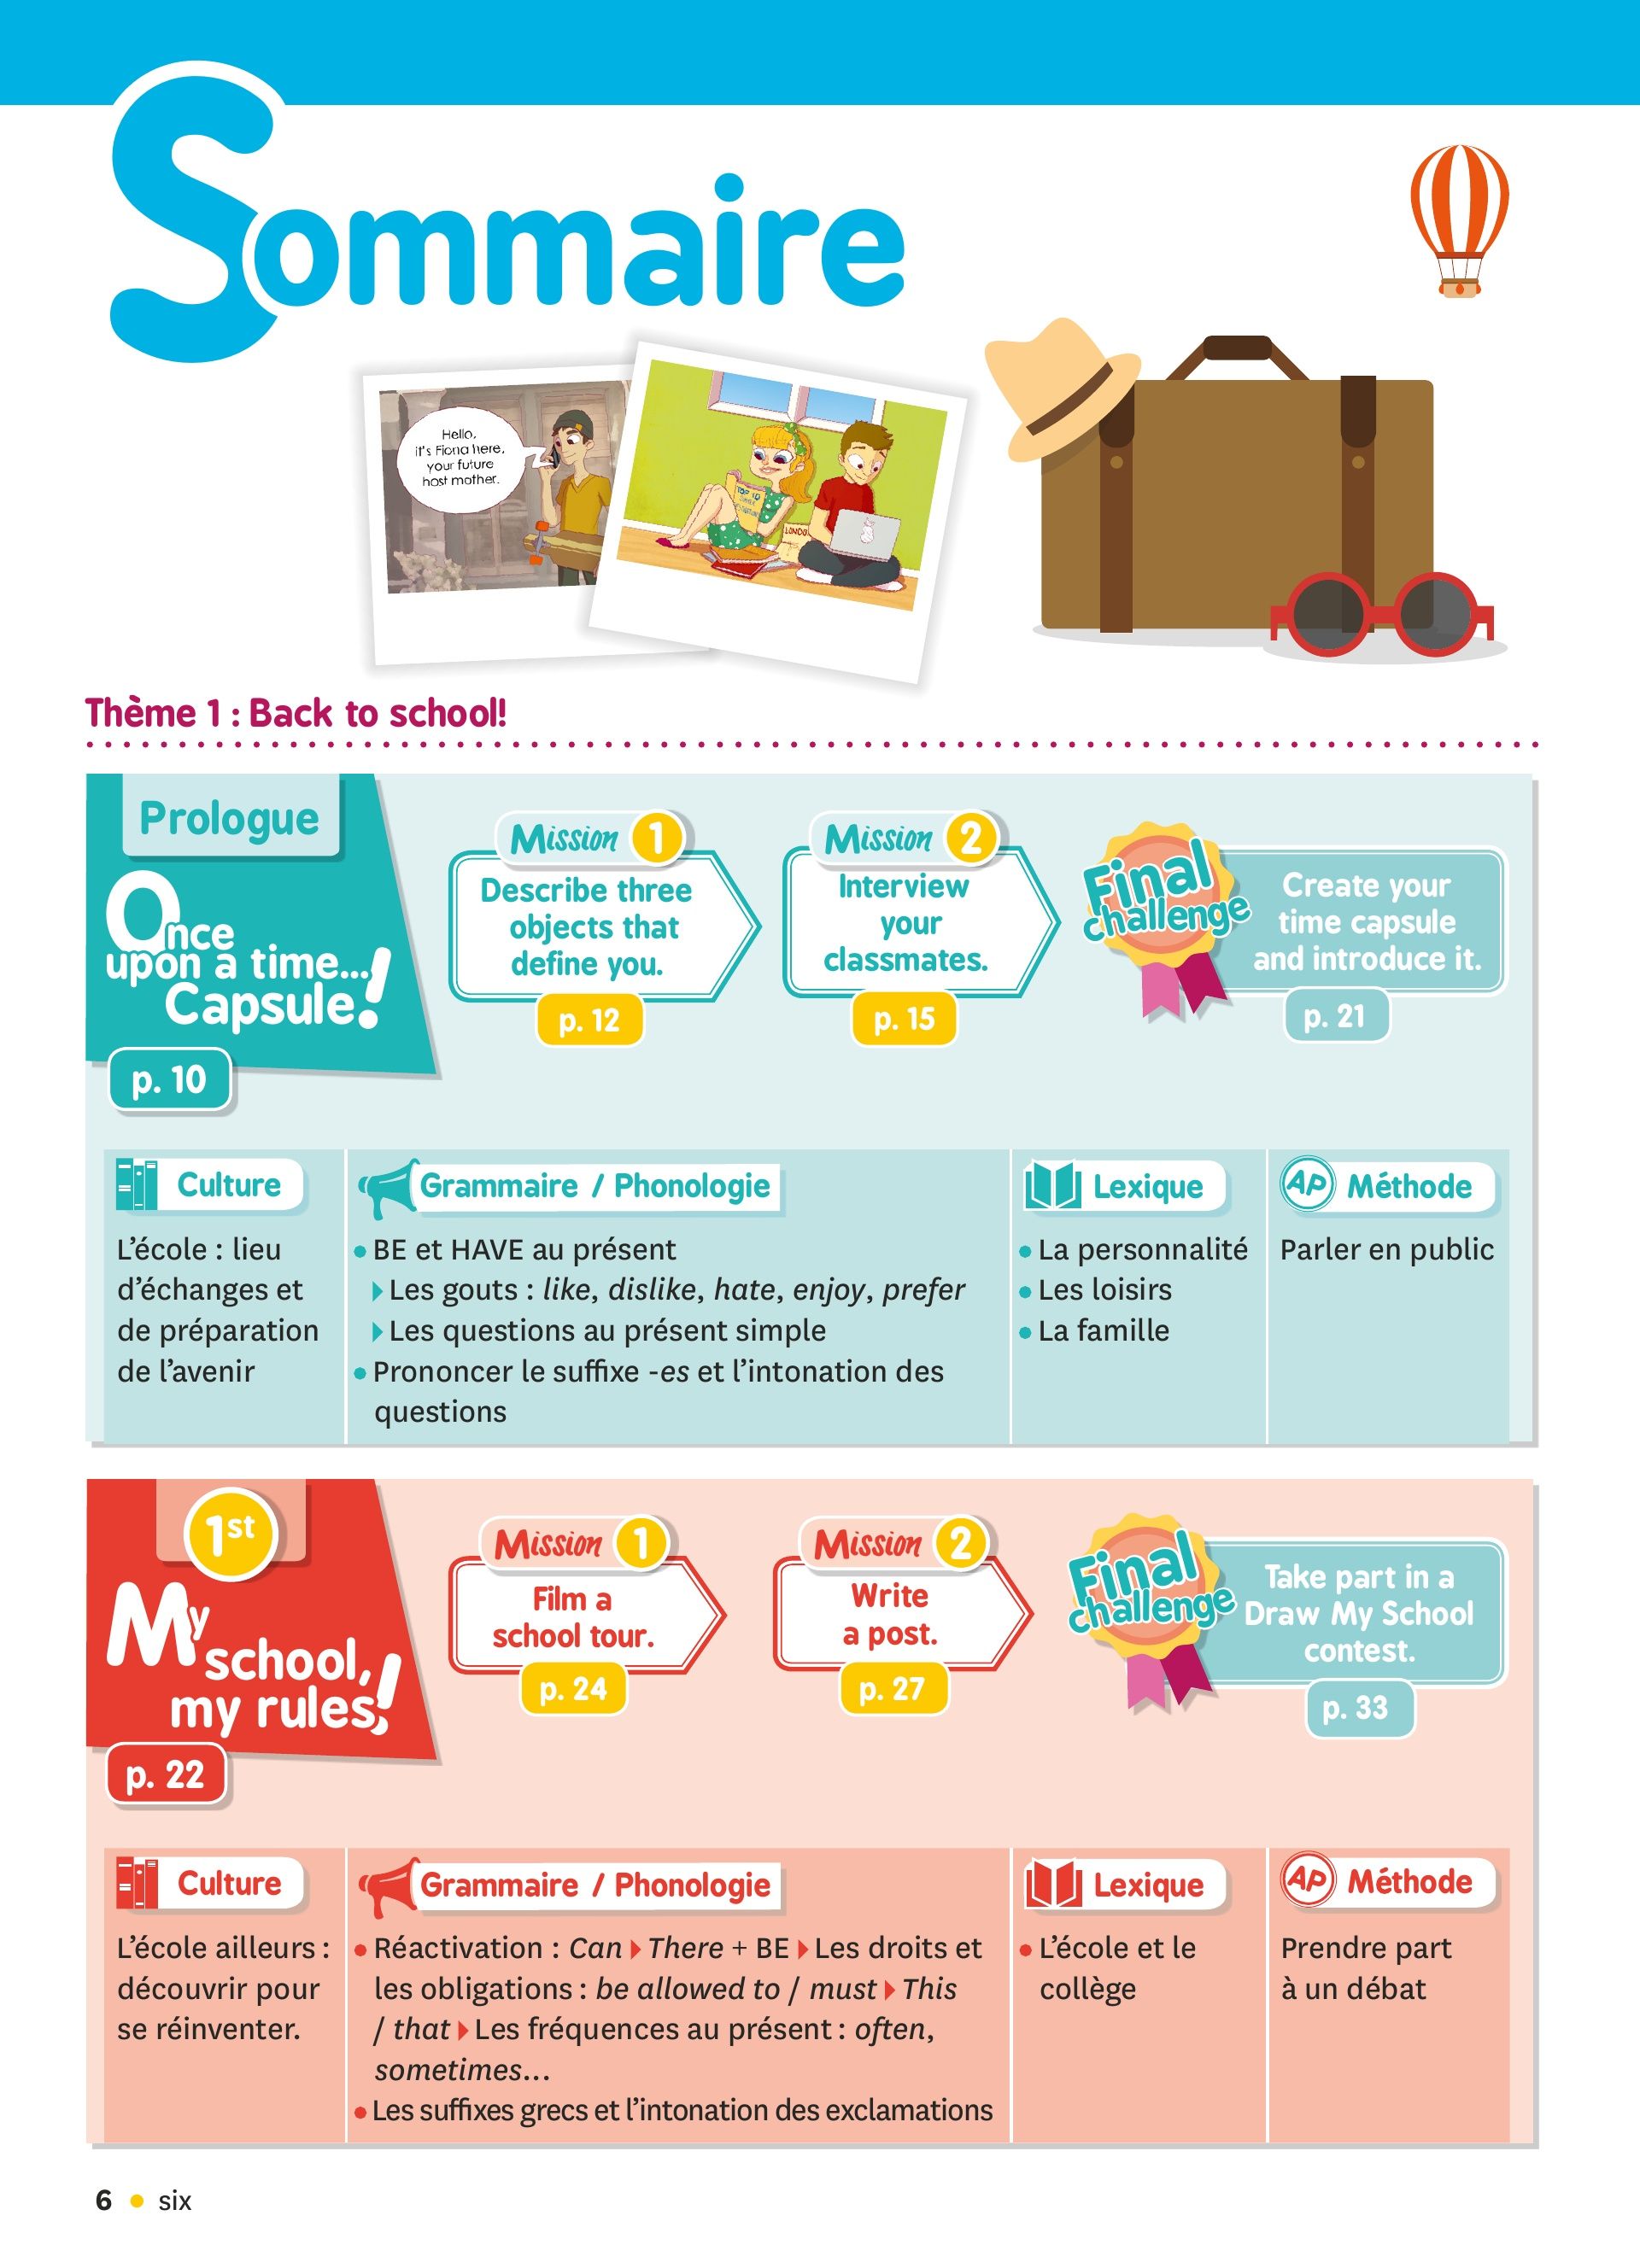 Sommaire
Hello,
it's Fiona here,
your future
host mother.
TOP 10
LONDON
Thème 1 : Back to school!
Prologue
Once
upon a time...
Capsule!
p. 10
Mission 1
Describe three
objects that
define you.
p. 12
Mission 2
Interview
your
classmates.
p. 15
Final
challenge
Create your
time capsule
and introduce it.
p. 21
Culture
L'école : lieu
d'échanges et
de préparation
de l'avenir
Grammaire / Phonologie
• BE et HAVE au présent
▸ Les gouts : like, dislike, hate, enjoy, prefer
▸ Les questions au présent simple
• Prononcer le suffixe -es et l'intonation des
questions
Lexique
• La personnalité
• Les loisirs
• La famille
AP Méthode
Parler en public
1st
My
school,
my rules!
p. 22
Mission 1
Film a
school tour.
p. 24
Mission 2
Write
a post.
p. 27
Final
challenge
Take part in a
Draw My School
contest.
p. 33
Culture
L'école ailleurs :
découvrir pour
se réinventer.
Grammaire / Phonologie
• Réactivation : Can ▸ There + BE ▸ Les droits et
les obligations : be allowed to / must ▸ This
/ that ▸ Les fréquences au présent : often,
sometimes...
• Les suffixes grecs et l'intonation des exclamations
Lexique
• L'école et le
collège
AP Méthode
Prendre part
à un débat
6 • six